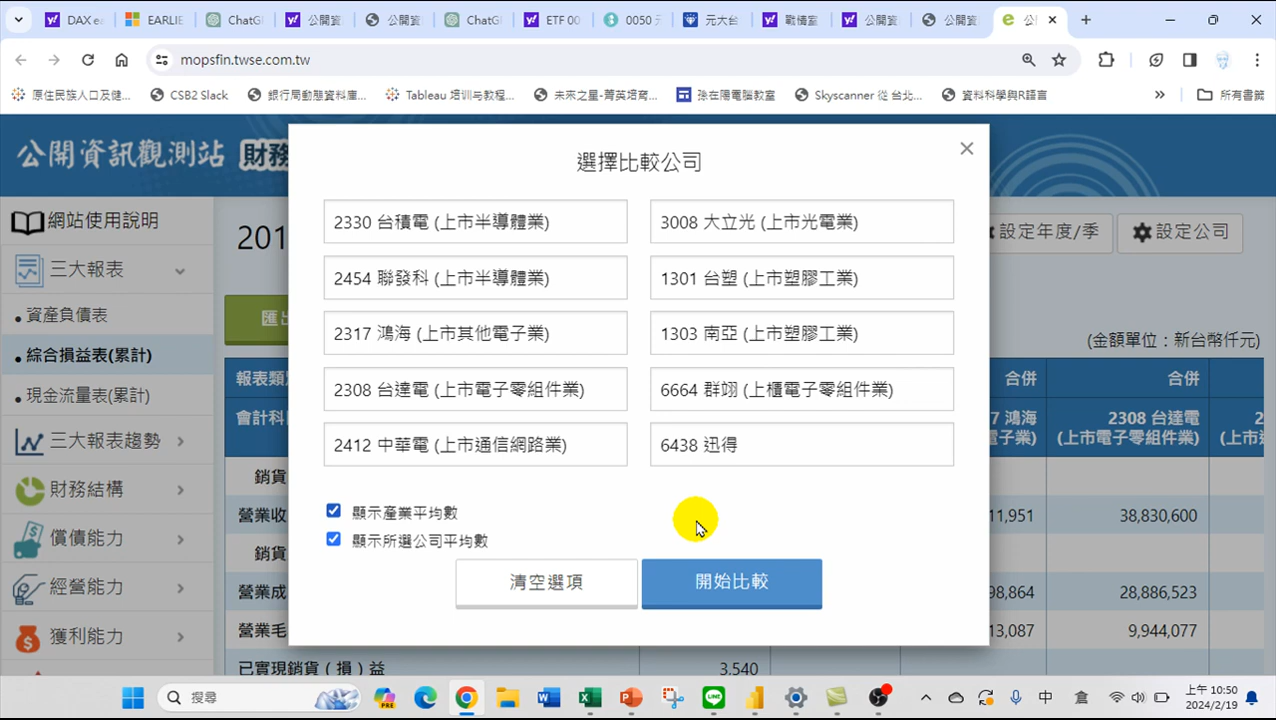 DAX ea
EARLIE
ChatG
公開資
公開資
ChatG
ETF 00
0050 元
元大台
戰情室
公開資
公開資
公
mopsfin.twse.com.tw
原住民族人口及健...
CSB2 Slack
銀行局動態資料庫...
Tableau 培训与教程...
未來之星-菁英培育...
孫在陽電腦教室
Skyscanner 從 台北...
資料科學與R語言
»
所有書籤
公開資訊觀測站 財務
選擇比較公司
網站使用說明
三大報表
資產負債表
綜合損益表(累計)
現金流量表(累計)
三大報表趨勢
財務結構
償債能力
經營能力
獲利能力
201
設定年度/季
設定公司
匯出
(金額單位：新台幣仟元)
2330 台積電 (上市半導體業)
3008 大立光 (上市光電業)
2454 聯發科 (上市半導體業)
1301 台塑 (上市塑膠工業)
2317 鴻海 (上市其他電子業)
1303 南亞 (上市塑膠工業)
2308 台達電 (上市電子零組件業)
6664 群翊 (上櫃電子零組件業)
2412 中華電 (上市通信網路業)
6438 迅得
顯示產業平均數
顯示所選公司平均數
清空選項
開始比較
報表類
合併
合併
會計科
7 鴻海
子業)
2308 台達電
(上市電子零組件業)
2
(上市通
銷貨
營業收
11,951
38,830,600
銷貨
營業成
98,864
28,886,523
營業毛
13,087
9,944,077
已實現銷貨（損）益
3,540
搜尋
PRE
中
上午 10:50
2024/2/19